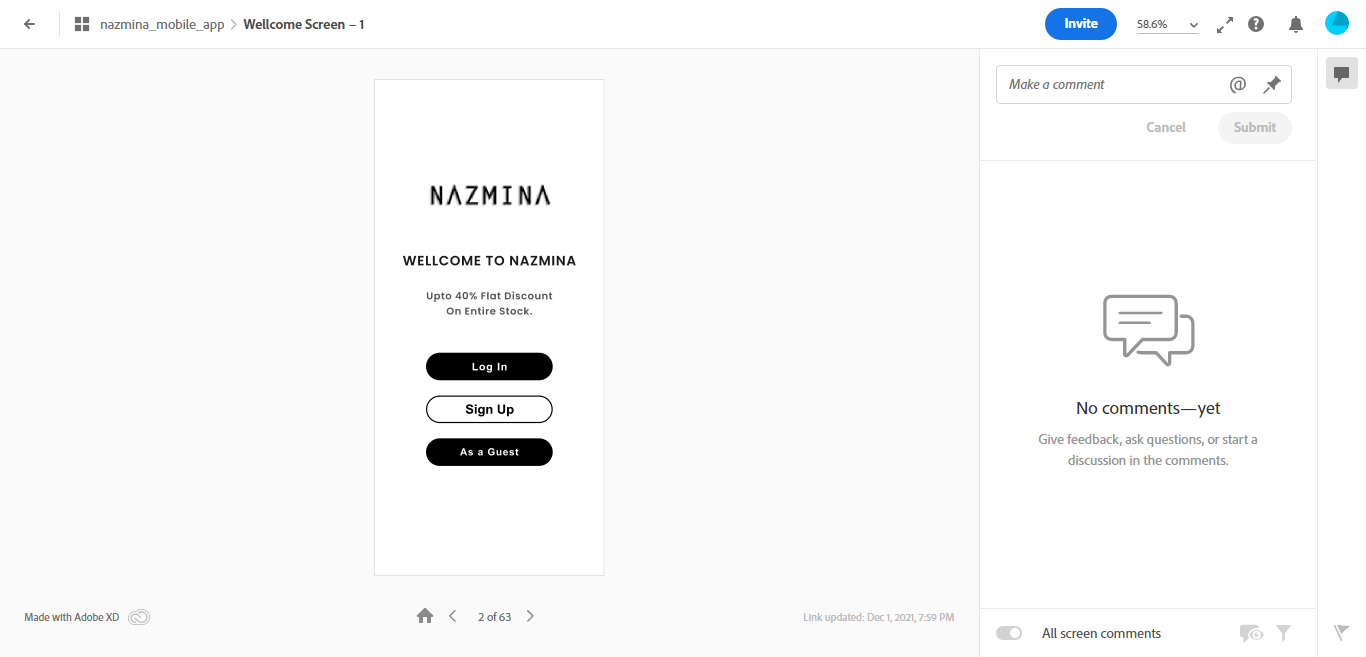 nazmina_mobile_app
Wellcome Screen – 1
Invite
58.6%
Make a comment
Cancel
Submit
NAZMINA
WELLCOME TO NAZMINA
Upto 40% Flat Discount
On Entire Stock.
Log In
Sign Up
As a Guest
No comments—yet
Give feedback, ask questions, or start a
discussion in the comments.
Made with Adobe XD
2 of 63
Link updated: Dec 1, 2021, 7:59 PM
All screen comments